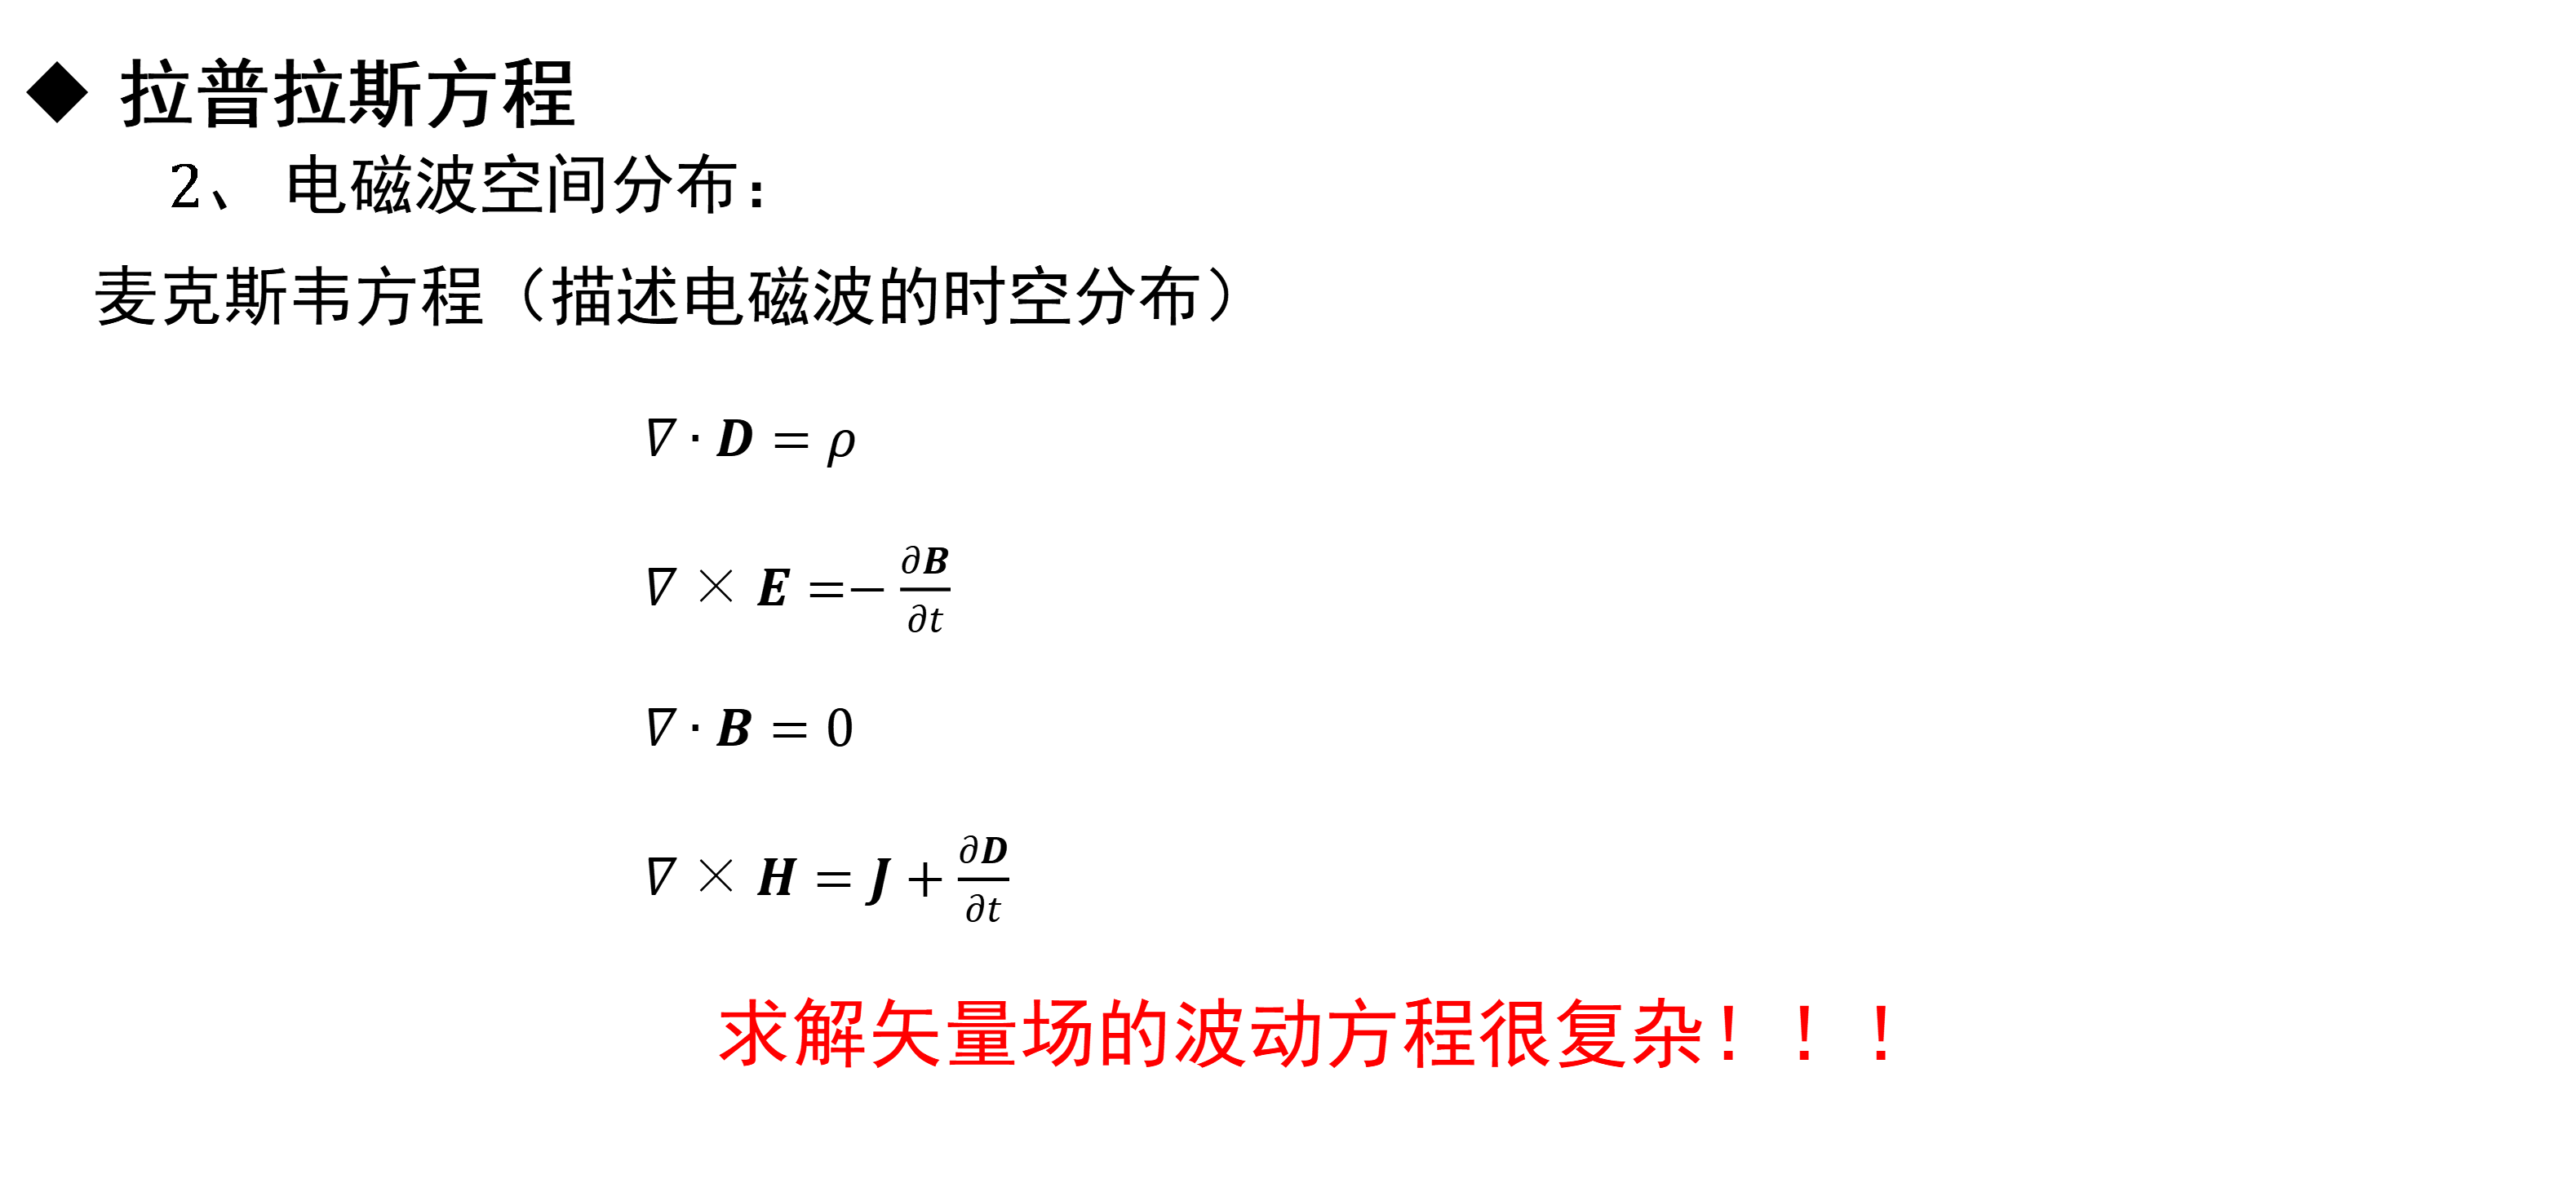 ◆ 拉普拉斯方程
2、 电磁波空间分布：
麦克斯韦方程（描述电磁波的时空分布）
∇ · D = ρ
∇ × E =− ∂B/∂t
∇ · B = 0
∇ × H = J + ∂D/∂t
求解矢量场的波动方程很复杂！！！